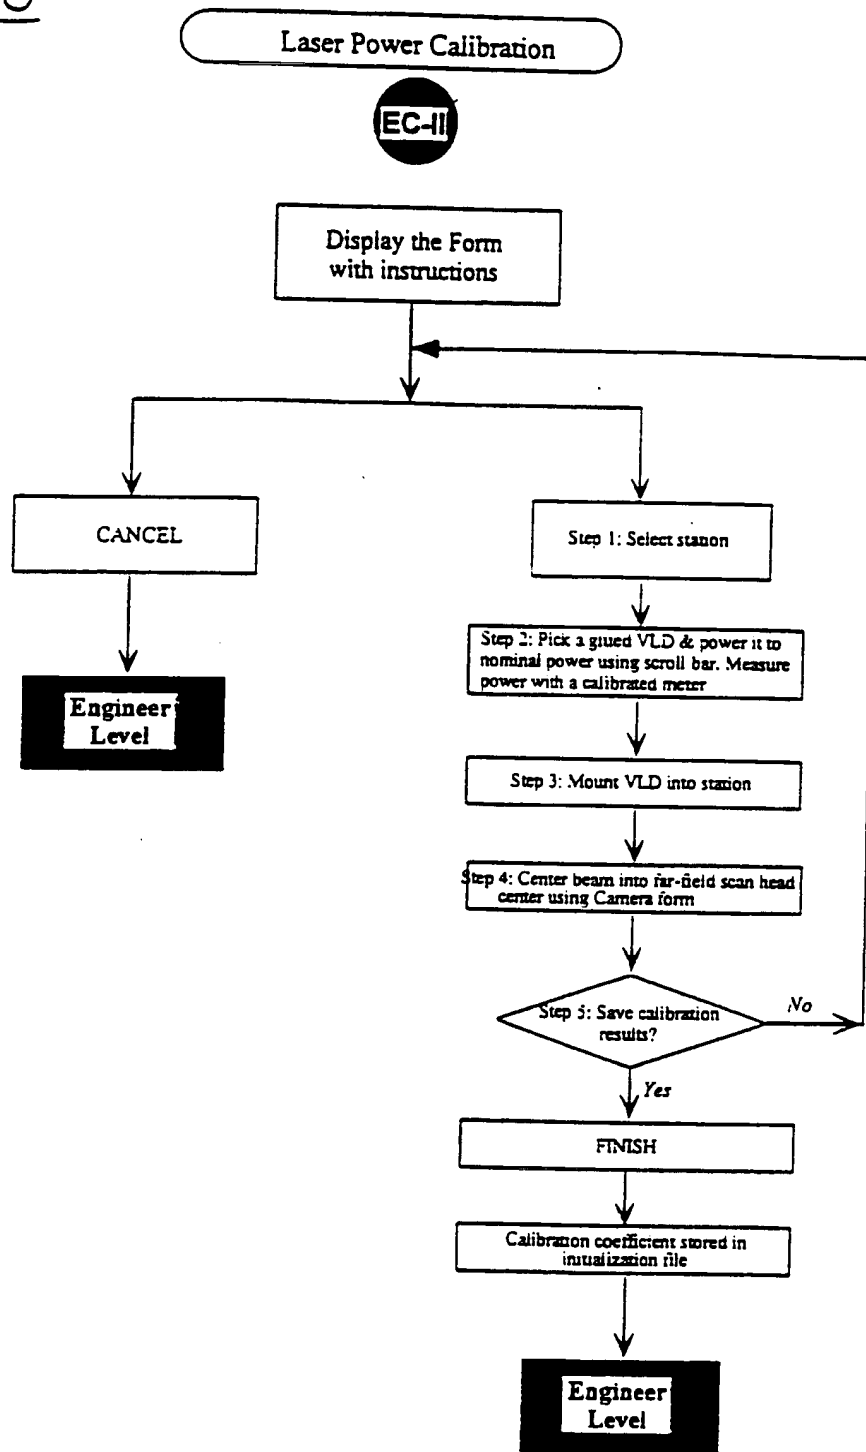 Laser Power Calibration
EC-II
Display the Form
with instructions
CANCEL
Engineer
Level
Step 1: Select station
Step 2: Pick a glued VLD & power it to
nominal power using scroll bar. Measure
power with a calibrated meter
Step 3: Mount VLD into station
Step 4: Center beam into far-field scan head
center using Camera form
Step 5: Save calibration
results?
No
Yes
FINISH
Calibration coefficient stored in
initialization file
Engineer
Level